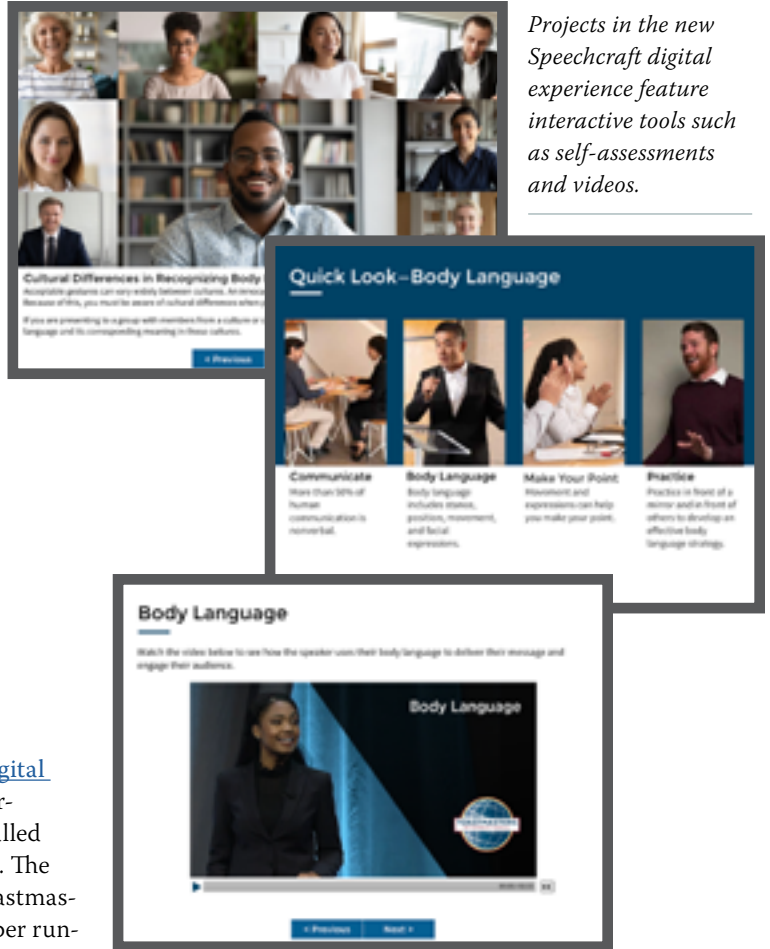 Projects in the new
Speechcraft digital
experience feature
interactive tools such
as self-assessments
and videos.
Cultural Differences in Recognizing Body
Acceptable gestures can vary widely between cultures. An
Because of this, you must be aware of cultural differences when
If you are presenting to a group with members from a culture or
language and its corresponding meaning in those cultures.
< Previous
Quick Look–Body Language
Communicate
More than 50% of
human
communication is
nonverbal.
Body Language
Body language
includes stance,
position, movement,
and facial
expressions.
Make Your Point
Movement and
expressions can help
you make your point.
Practice
Practice in front of a
mirror and in front of
others to develop an
effective body
language strategy.
Body Language
Watch the video below to see how the speaker uses their body language to deliver their message and
engage their audience.
Body Language
TOASTMASTERS
< Previous
Next >
gital
r-
lled
. The
astmas-
per run-